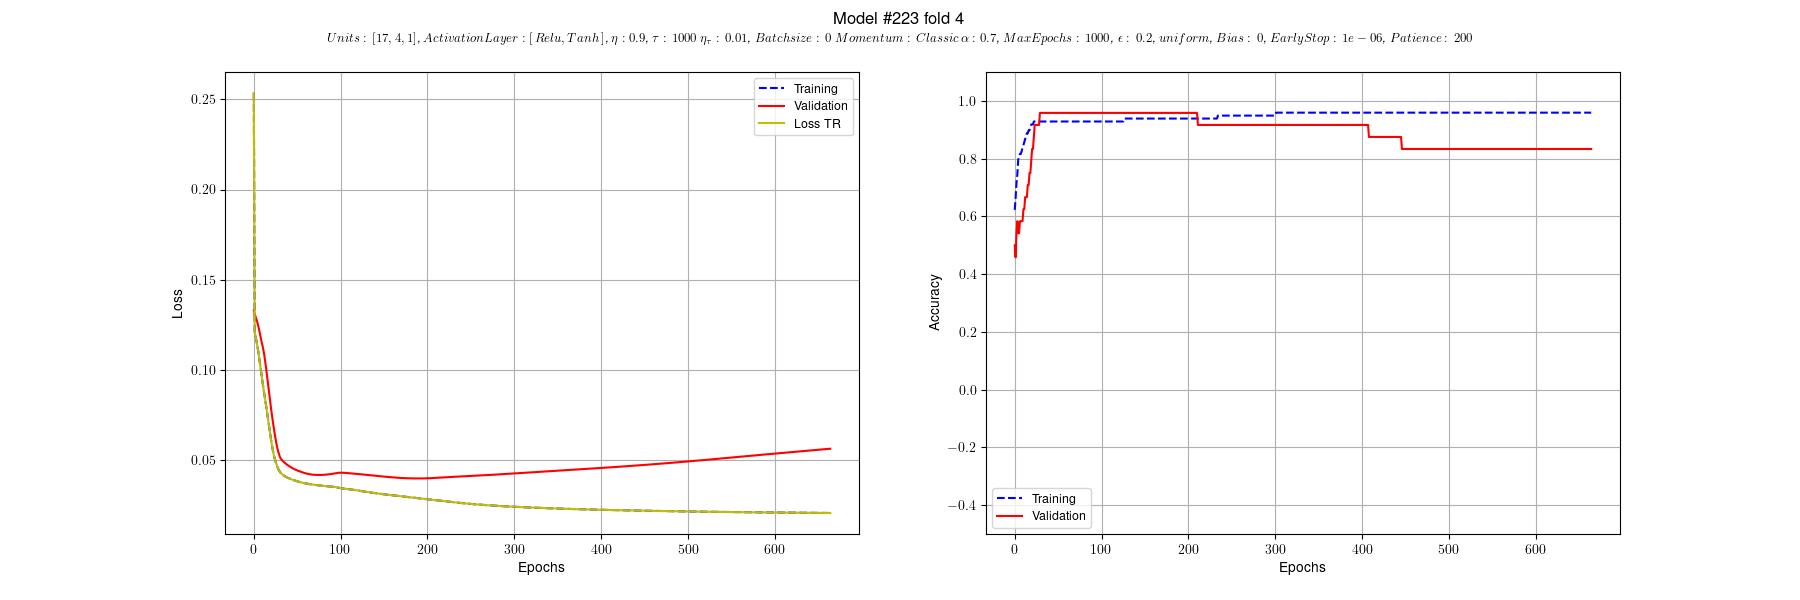 Model #223 fold 4
Units : [17, 4, 1], ActivationLayer : [Relu, Tanh], η : 0.9, τ : 1000 ητ : 0.01, Batchsize : 0 Momentum : Classic α : 0.7, MaxEpochs : 1000, ϵ : 0.2, uniform, Bias : 0, EarlyStop : 1e − 06, Patience : 200
Loss
0.25
0.20
0.15
0.10
0.05
Training
Validation
Loss TR
0 100 200 300 400 500 600
Epochs
Accuracy
1.0
0.8
0.6
0.4
0.2
0.0
−0.2
−0.4
Training
Validation
0 100 200 300 400 500 600
Epochs